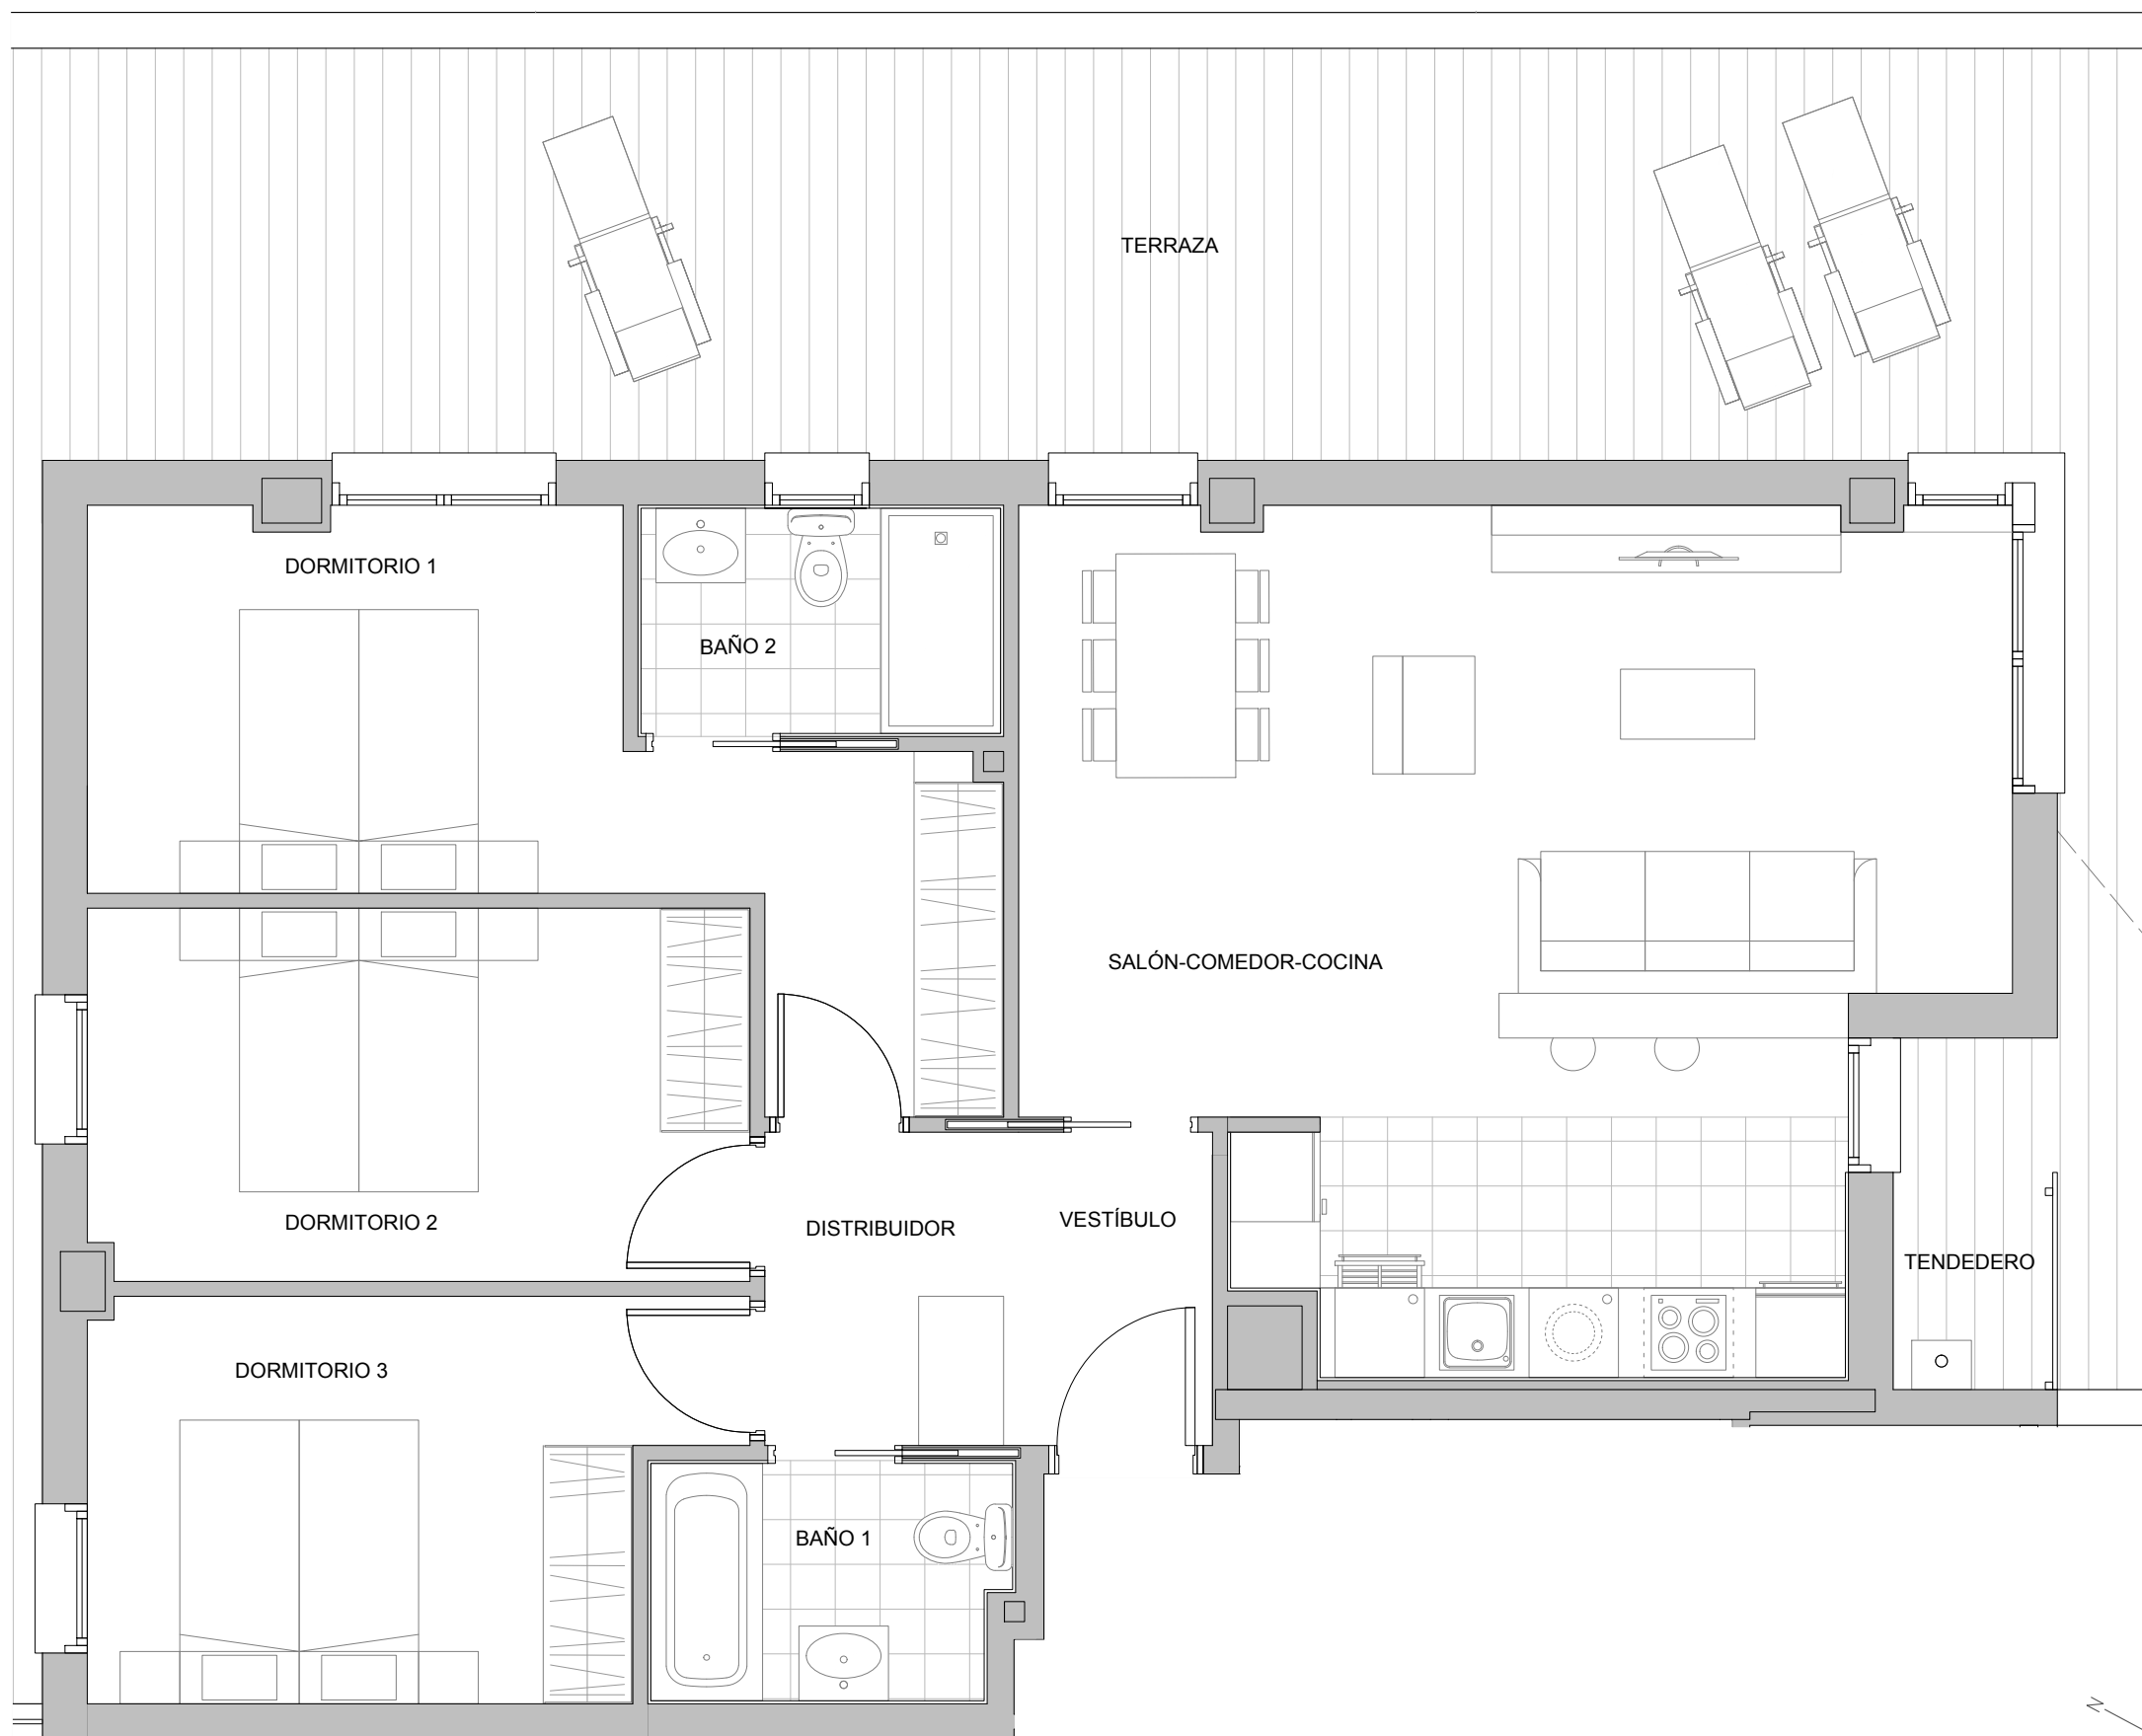 TERRAZA
DORMITORIO 1
BAÑO 2
SALÓN-COMEDOR-COCINA
DORMITORIO 2
DISTRIBUIDOR
VESTÍBULO
TENDEDERO
DORMITORIO 3
BAÑO 1
N